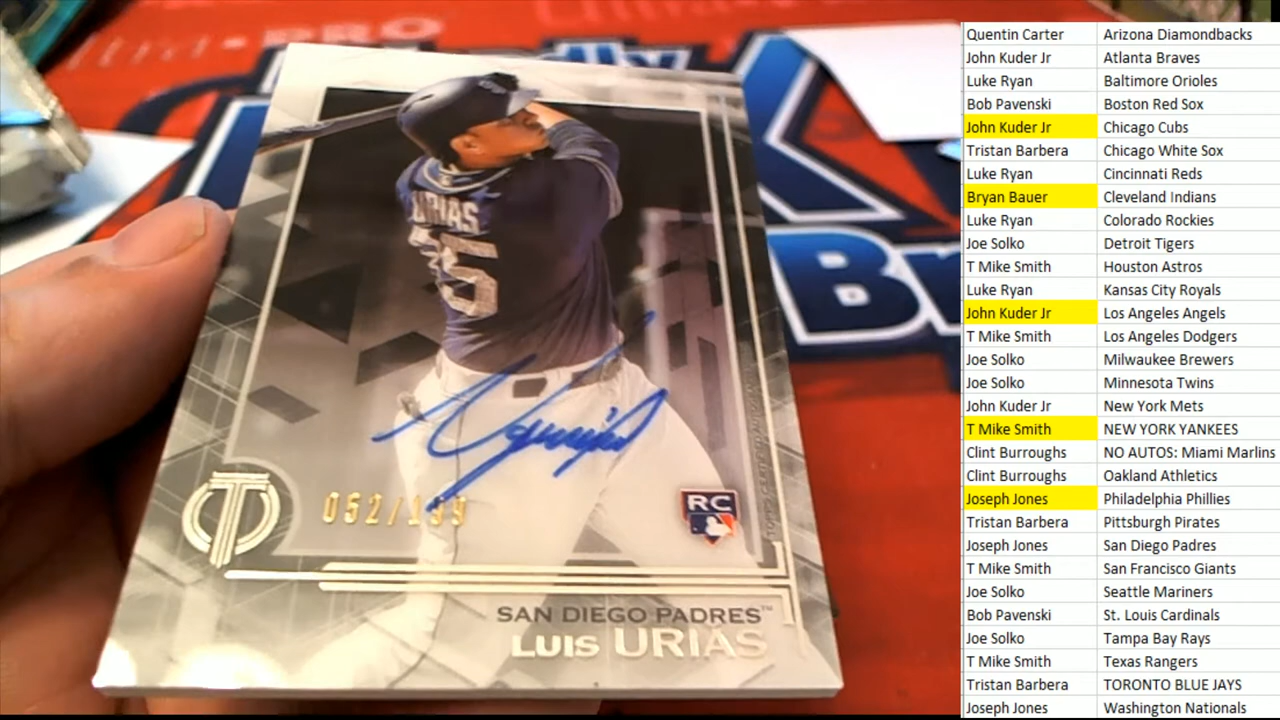 PRO
Br
URIAS
5
052/199
T
RC
SAN DIEGO PADRES™
LUIS URIAS
Quentin Carter Arizona Diamondbacks
John Kuder Jr Atlanta Braves
Luke Ryan Baltimore Orioles
Bob Pavenski Boston Red Sox
John Kuder Jr Chicago Cubs
Tristan Barbera Chicago White Sox
Luke Ryan Cincinnati Reds
Bryan Bauer Cleveland Indians
Luke Ryan Colorado Rockies
Joe Solko Detroit Tigers
T Mike Smith Houston Astros
Luke Ryan Kansas City Royals
John Kuder Jr Los Angeles Angels
T Mike Smith Los Angeles Dodgers
Joe Solko Milwaukee Brewers
Joe Solko Minnesota Twins
John Kuder Jr New York Mets
T Mike Smith NEW YORK YANKEES
Clint Burroughs NO AUTOS: Miami Marlins
Clint Burroughs Oakland Athletics
Joseph Jones Philadelphia Phillies
Tristan Barbera Pittsburgh Pirates
Joseph Jones San Diego Padres
T Mike Smith San Francisco Giants
Joe Solko Seattle Mariners
Bob Pavenski St. Louis Cardinals
Joe Solko Tampa Bay Rays
T Mike Smith Texas Rangers
Tristan Barbera TORONTO BLUE JAYS
Joseph Jones Washington Nationals